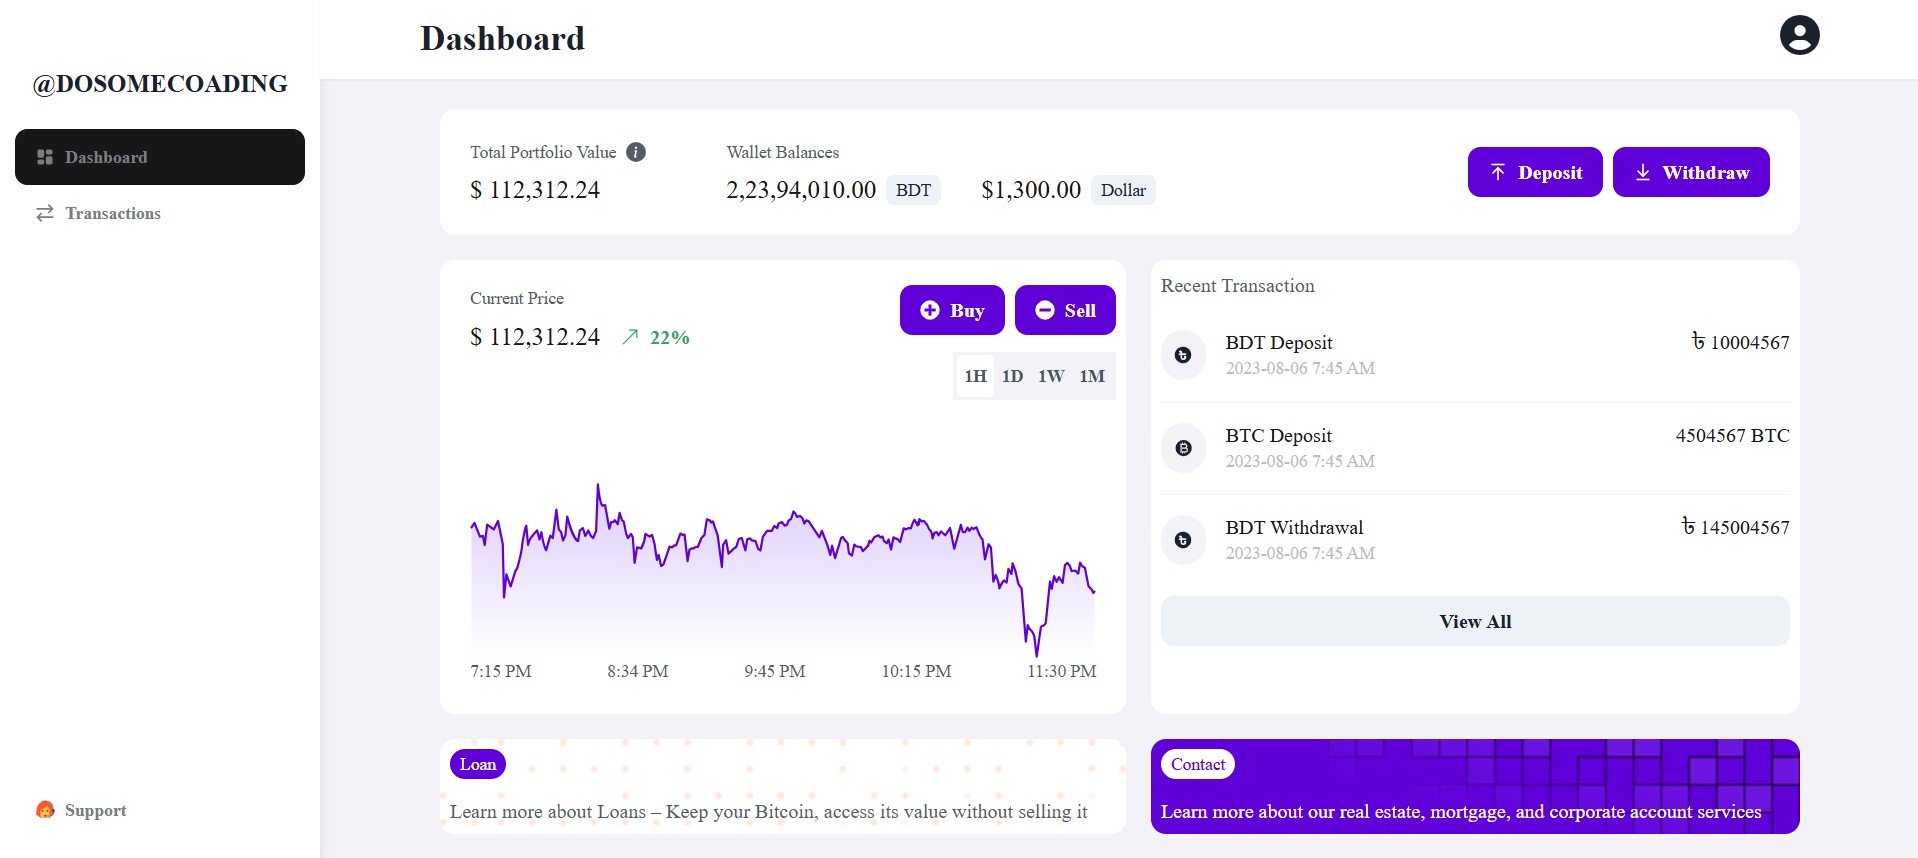 @DOSOMECOADING
Dashboard
Transactions
Support
Dashboard
Total Portfolio Value
$ 112,312.24
Wallet Balances
2,23,94,010.00 BDT
$1,300.00 Dollar
Deposit
Withdraw
Current Price
$ 112,312.24 22%
Buy
Sell
1H 1D 1W 1M
7:15 PM 8:34 PM 9:45 PM 10:15 PM 11:30 PM
Recent Transaction
BDT Deposit ৳ 10004567
2023-08-06 7:45 AM
BTC Deposit 4504567 BTC
2023-08-06 7:45 AM
BDT Withdrawal ৳ 145004567
2023-08-06 7:45 AM
View All
Loan
Learn more about Loans – Keep your Bitcoin, access its value without selling it
Contact
Learn more about our real estate, mortgage, and corporate account services